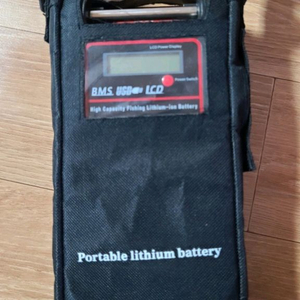 LCD Power Display
Power Switch
B.M.S. USB LCD
High Capacity Fishing Lithium-ion Battery
Portable lithium battery